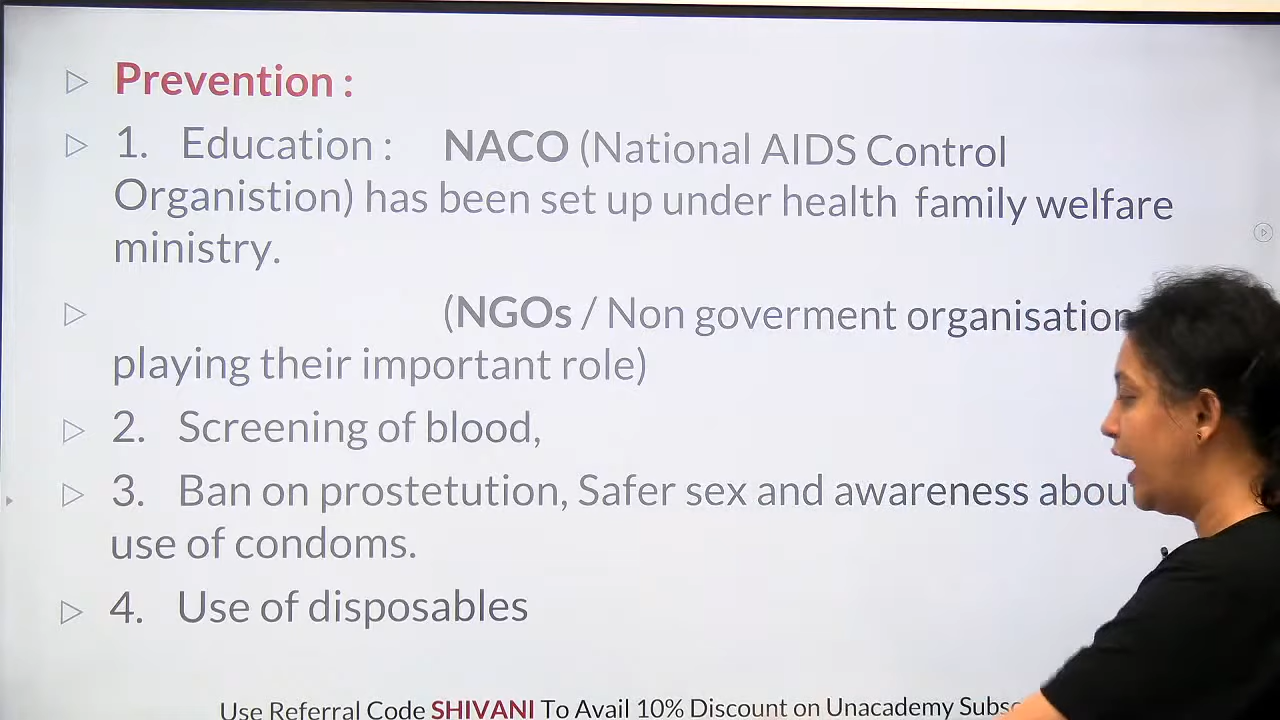 Prevention :
1. Education : NACO (National AIDS Control
Organistion) has been set up under health family welfare
ministry.
(NGOs / Non goverment organisation
playing their important role)
2. Screening of blood,
3. Ban on prostetution, Safer sex and awareness about
use of condoms.
4. Use of disposables
Use Referral Code SHIVANI To Avail 10% Discount on Unacademy Subsc